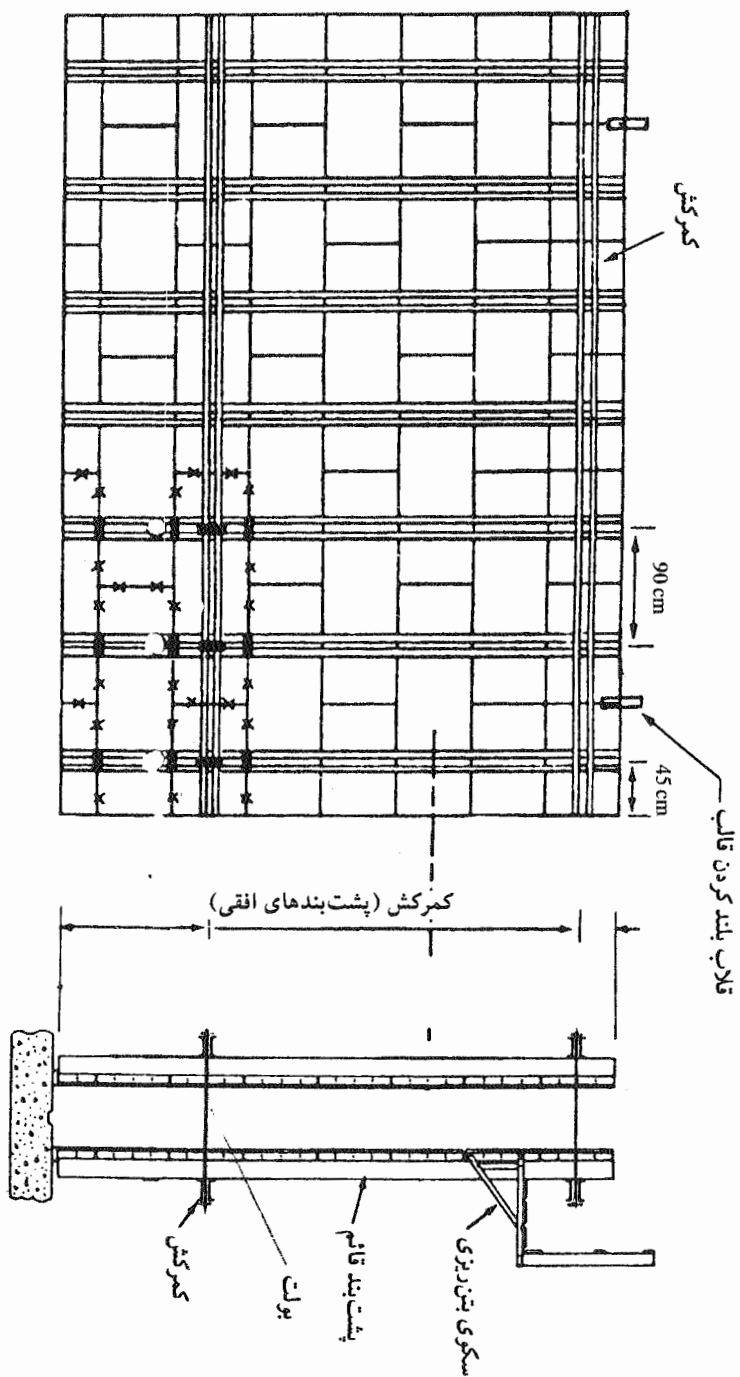 کمرکش
90 cm
45 cm
قلاب بلند کردن قالب
کمرکش (پشت‌بندهای افقی)
کمرکش
بولت
پشت‌بند قائم
سکوی بتن‌ریزی